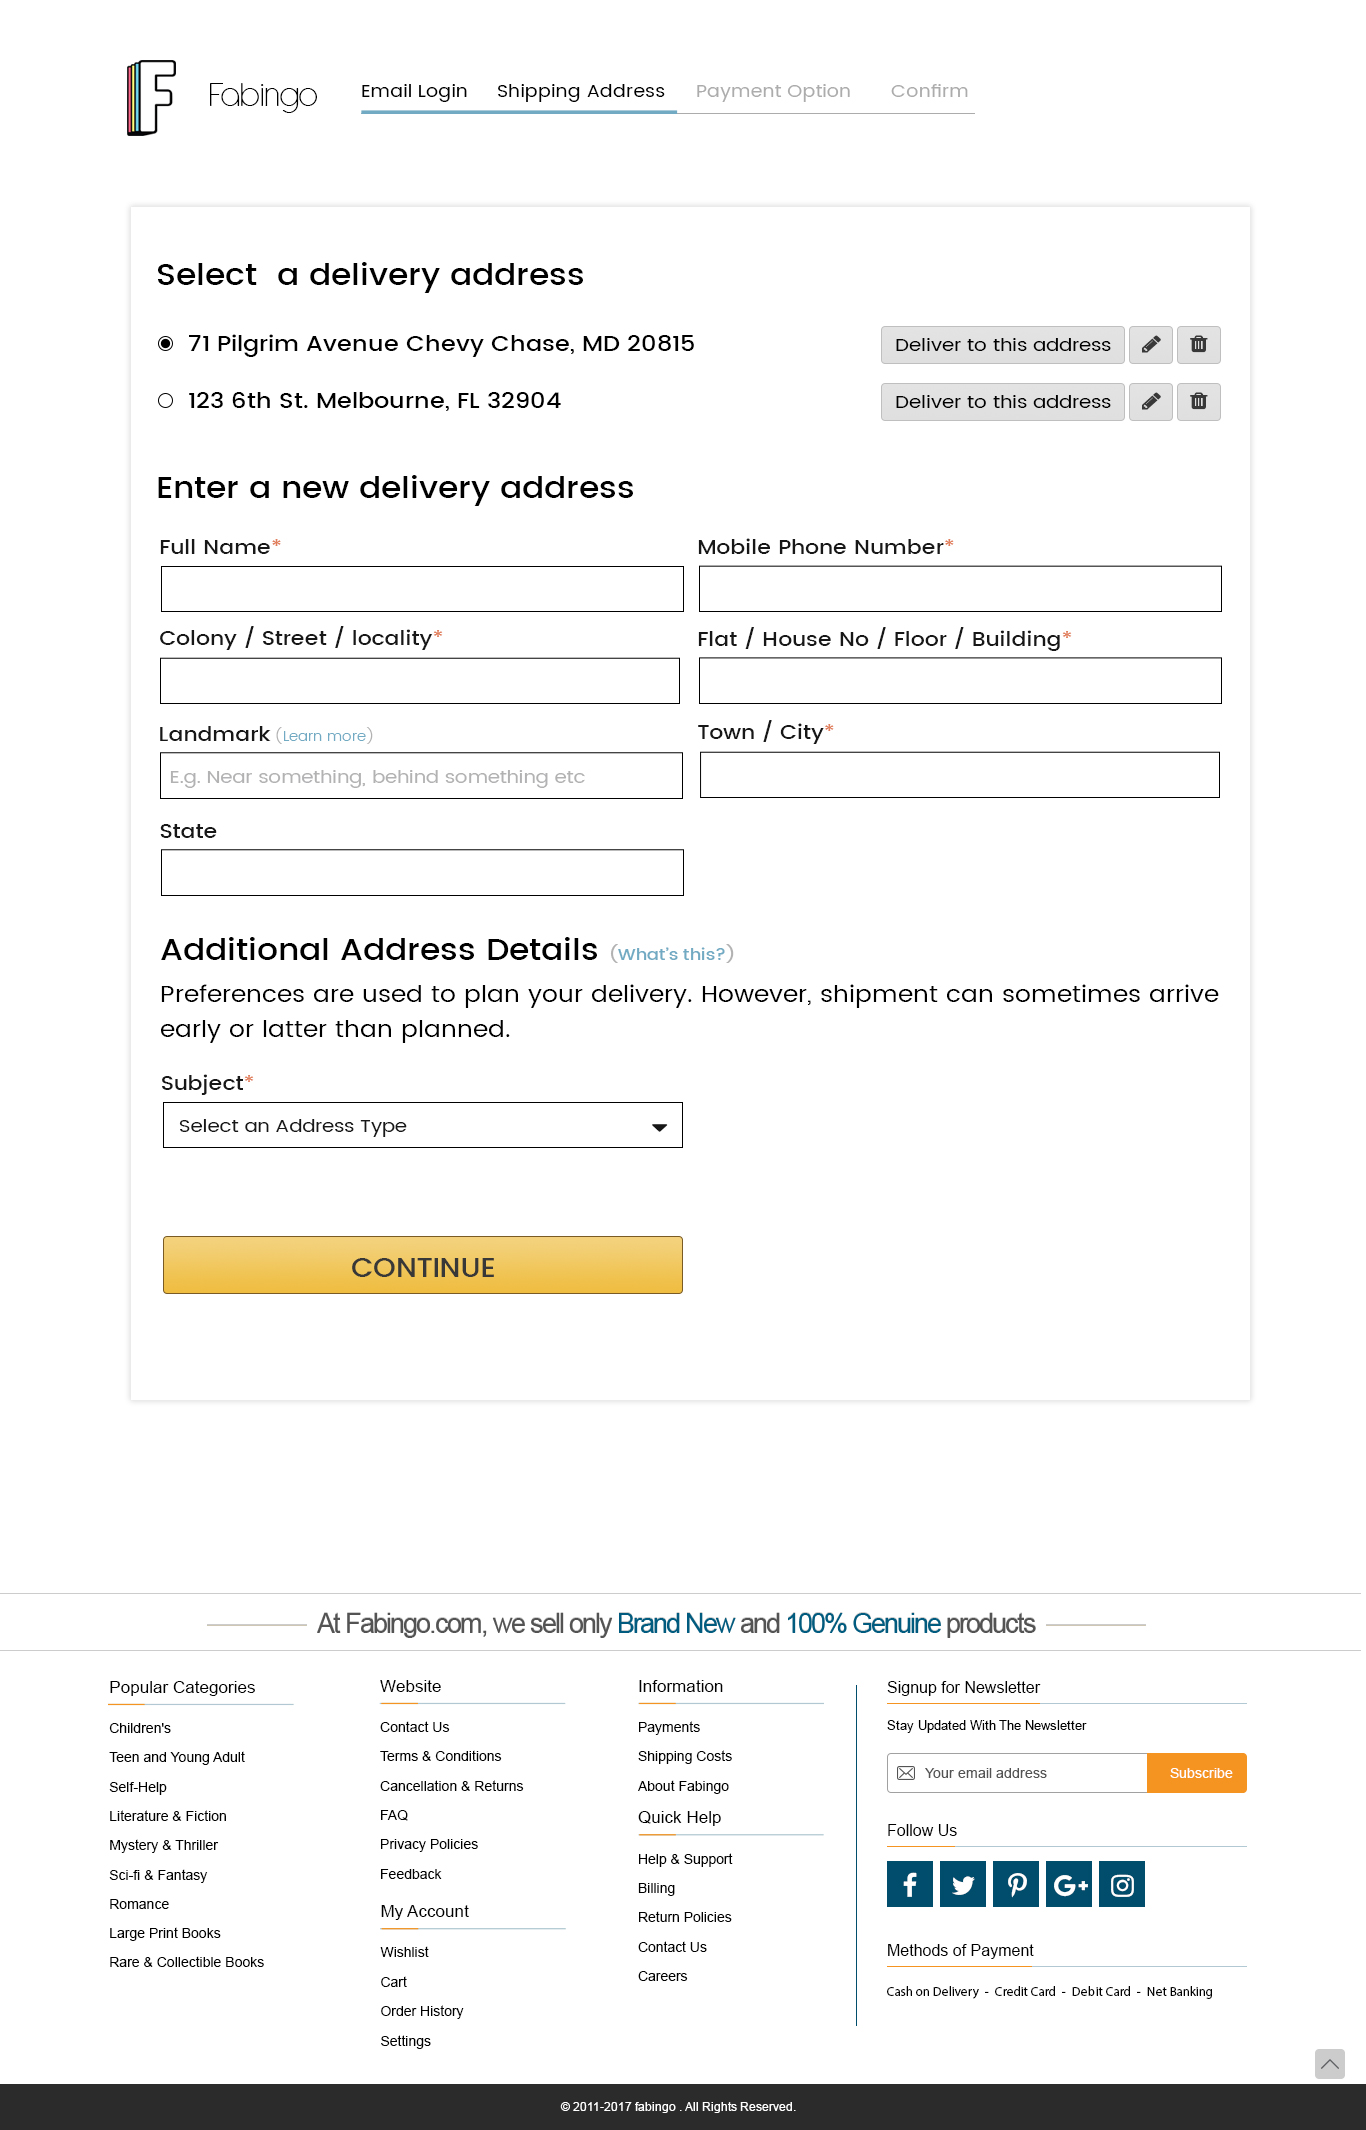 F Fabingo
Email Login Shipping Address Payment Option Confirm
Select a delivery address
71 Pilgrim Avenue Chevy Chase, MD 20815 Deliver to this address
123 6th St. Melbourne, FL 32904 Deliver to this address
Enter a new delivery address
Full Name* Mobile Phone Number*
Colony / Street / locality* Flat / House No / Floor / Building*
Landmark (Learn more) Town / City*
E.g. Near something, behind something etc
State
Additional Address Details (What's this?)
Preferences are used to plan your delivery. However, shipment can sometimes arrive
early or latter than planned.
Subject*
Select an Address Type
CONTINUE
At Fabingo.com, we sell only Brand New and 100% Genuine products
Popular Categories
Children's
Teen and Young Adult
Self-Help
Literature & Fiction
Mystery & Thriller
Sci-fi & Fantasy
Romance
Large Print Books
Rare & Collectible Books
Website
Contact Us
Terms & Conditions
Cancellation & Returns
FAQ
Privacy Policies
Feedback
My Account
Wishlist
Cart
Order History
Settings
Information
Payments
Shipping Costs
About Fabingo
Quick Help
Help & Support
Billing
Return Policies
Contact Us
Careers
Signup for Newsletter
Stay Updated With The Newsletter
Your email address Subscribe
Follow Us
f G+
Methods of Payment
Cash on Delivery - Credit Card - Debit Card - Net Banking
© 2011-2017 fabingo . All Rights Reserved.